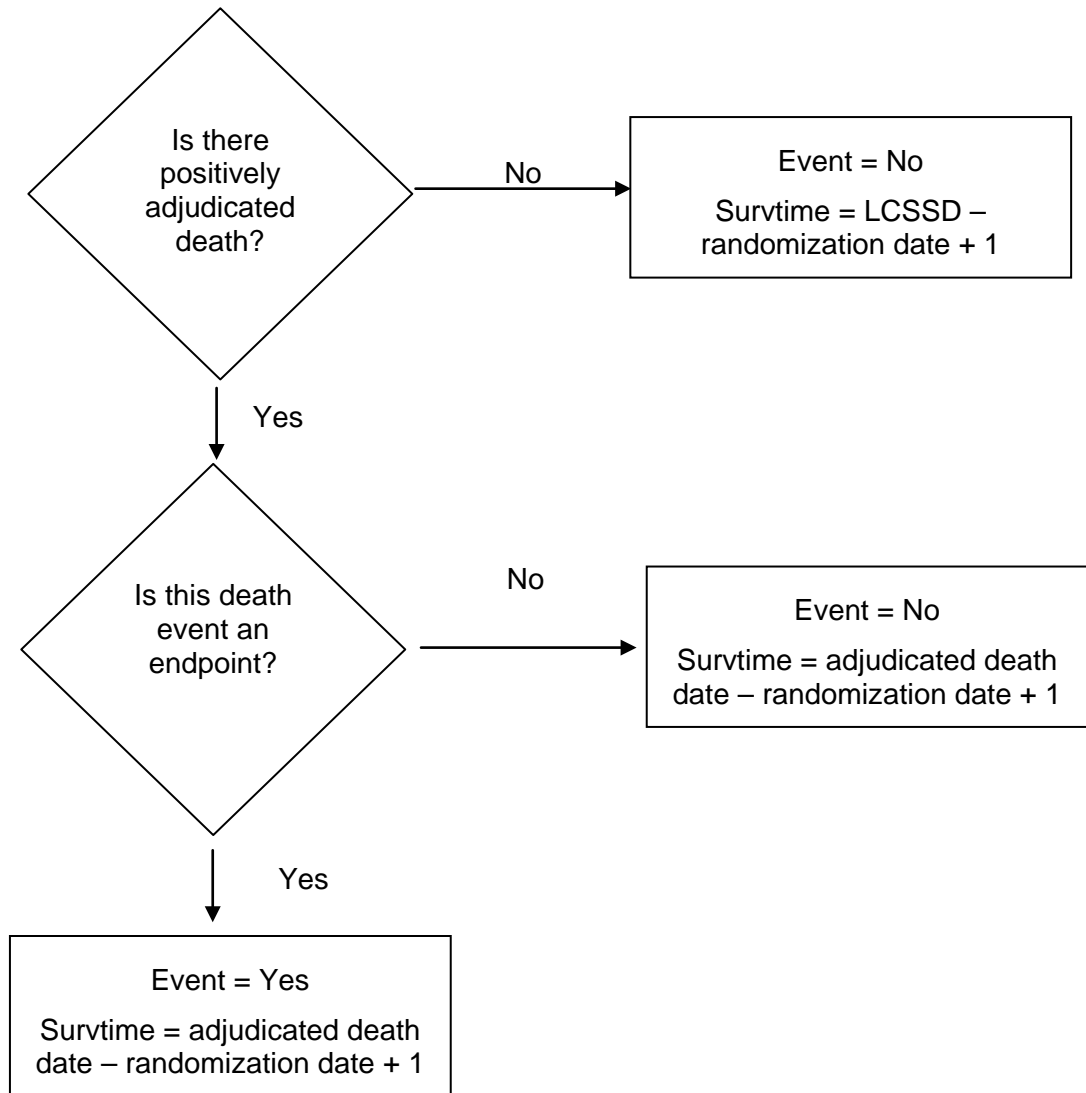 Is there
positively
adjudicated
death?
No
Event = No
Survtime = LCSSD –
randomization date + 1
Yes
Is this death
event an
endpoint?
No
Event = No
Survtime = adjudicated death
date – randomization date + 1
Yes
Event = Yes
Survtime = adjudicated death
date – randomization date + 1